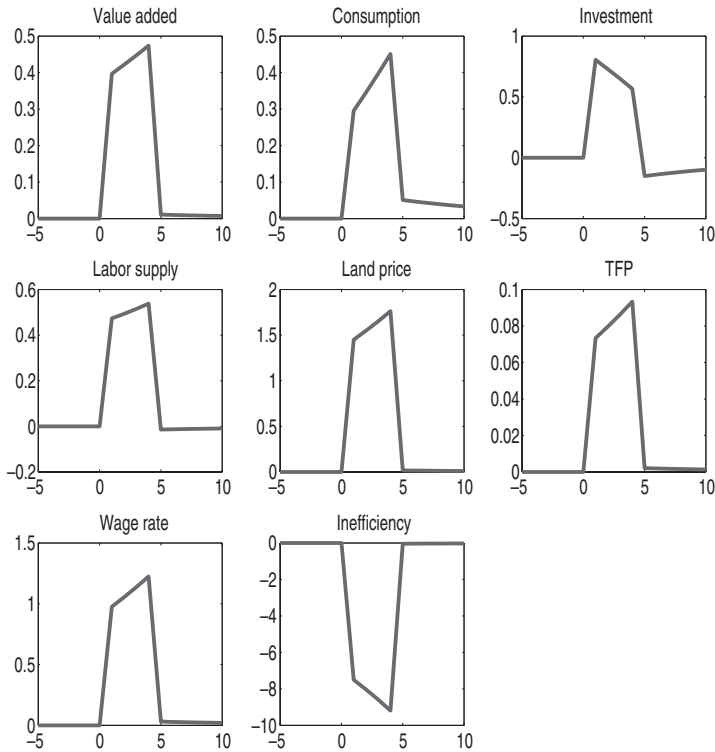 Value added
0.5
0.4
0.3
0.2
0.1
0
−5 0 5 10
Consumption
0.5
0.4
0.3
0.2
0.1
0
−5 0 5 10
Investment
1
0.5
0
−0.5
−5 0 5 10
Labor supply
0.6
0.4
0.2
0
−0.2
−5 0 5 10
Land price
2
1.5
1
0.5
0
−5 0 5 10
TFP
0.1
0.08
0.06
0.04
0.02
0
−5 0 5 10
Wage rate
1.5
1
0.5
0
−5 0 5 10
Inefficiency
0
−2
−4
−6
−8
−10
−5 0 5 10